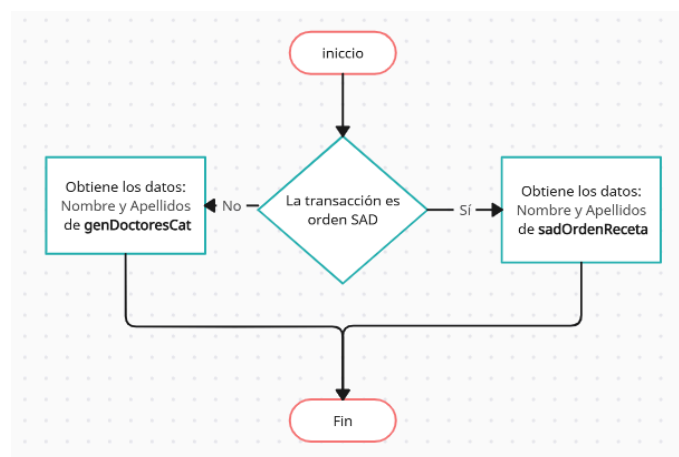 iniccio
La transacción es
orden SAD
No
Sí
Obtiene los datos:
Nombre y Apellidos
de genDoctoresCat
Obtiene los datos:
Nombre y Apellidos
de sadOrdenReceta
Fin